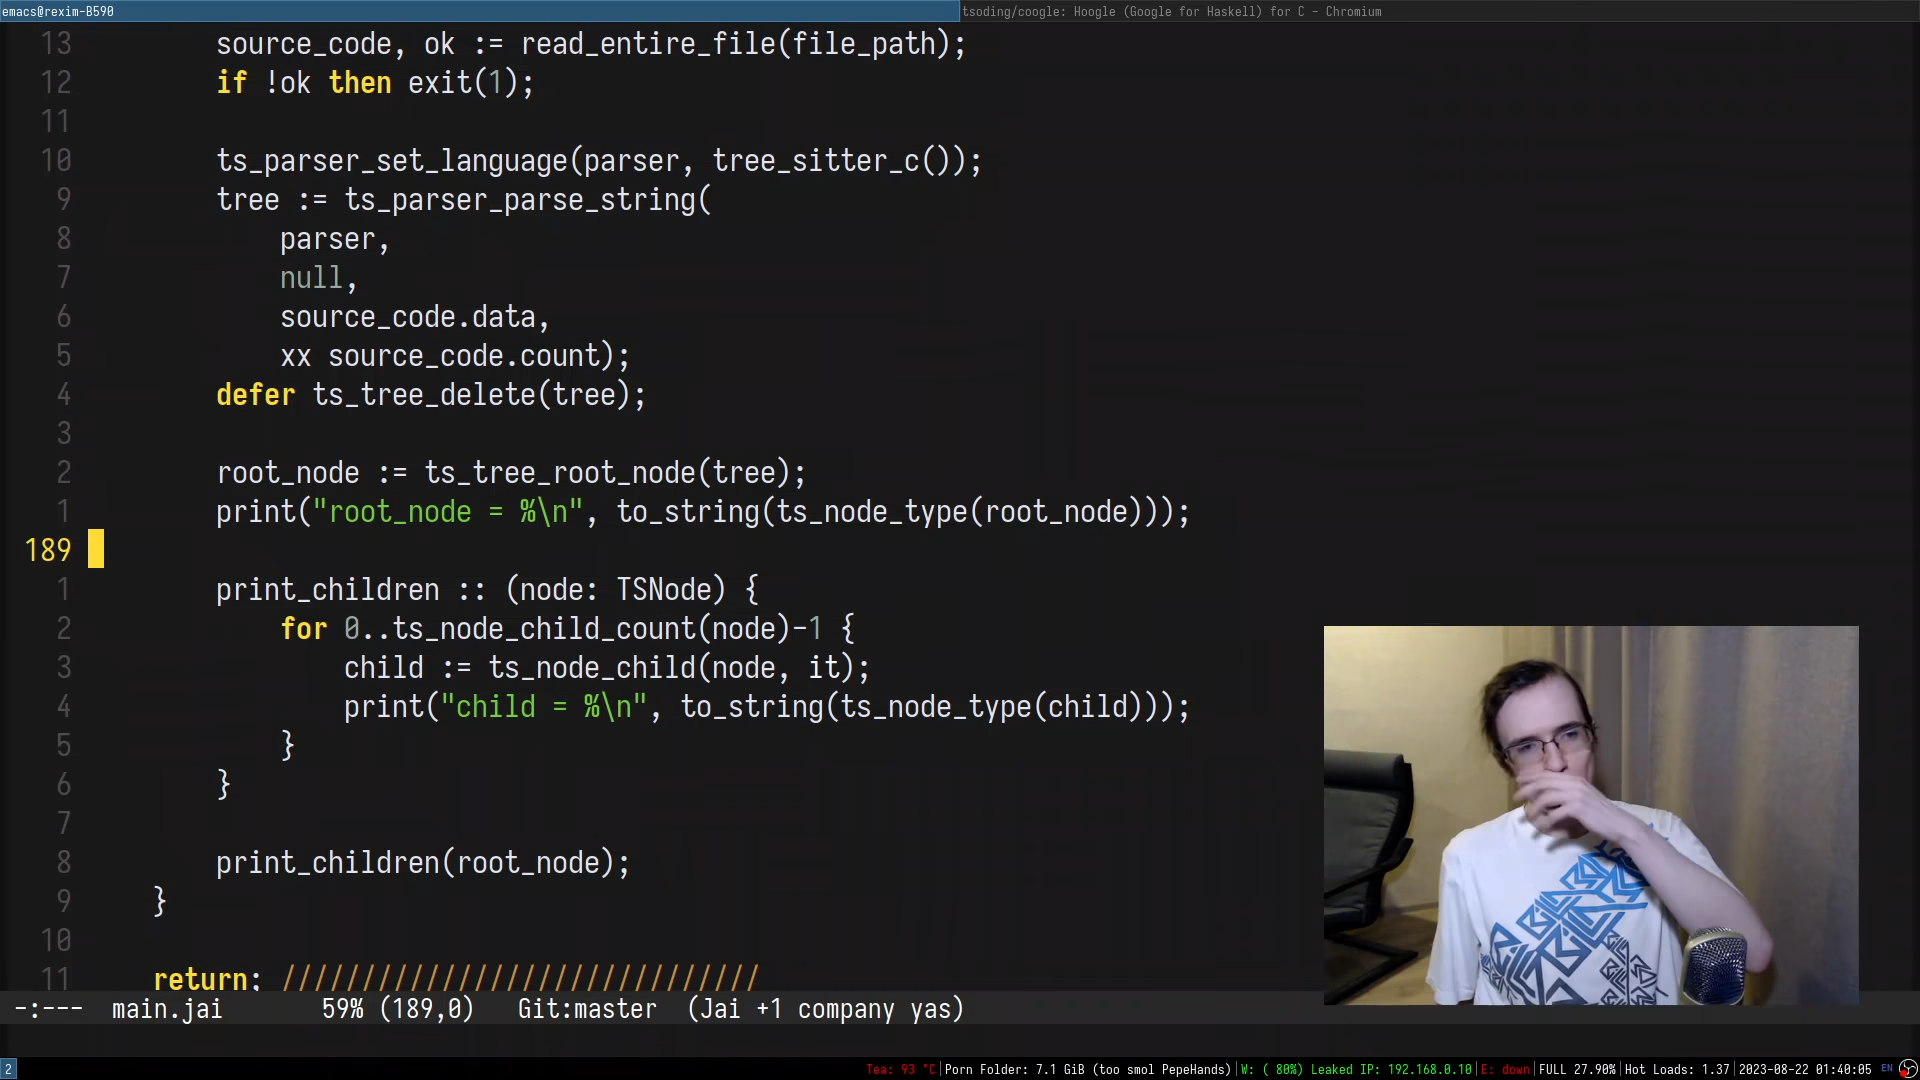 emacs@rexim-B590
tsoding/coogle: Hoogle (Google for Haskell) for C - Chromium
13 source_code, ok := read_entire_file(file_path);
12 if !ok then exit(1);
11
10 ts_parser_set_language(parser, tree_sitter_c());
9 tree := ts_parser_parse_string(
8 parser,
7 null,
6 source_code.data,
5 xx source_code.count);
4 defer ts_tree_delete(tree);
3
2 root_node := ts_tree_root_node(tree);
1 print("root_node = %\n", to_string(ts_node_type(root_node)));
189
1 print_children :: (node: TSNode) {
2 for 0..ts_node_child_count(node)-1 {
3 child := ts_node_child(node, it);
4 print("child = %\n", to_string(ts_node_type(child)));
5 }
6 }
7
8 print_children(root_node);
9 }
10
11 return; //////////////////////////////
-:--- main.jai 59% (189,0) Git:master (Jai +1 company yas)
2 Tea: 93 °C|Porn Folder: 7.1 GiB (too smol PepeHands)|W: ( 80%) Leaked IP: 192.168.0.10|E: down|FULL 27.90%|Hot Loads: 1.37|2023-08-22 01:40:05 EN